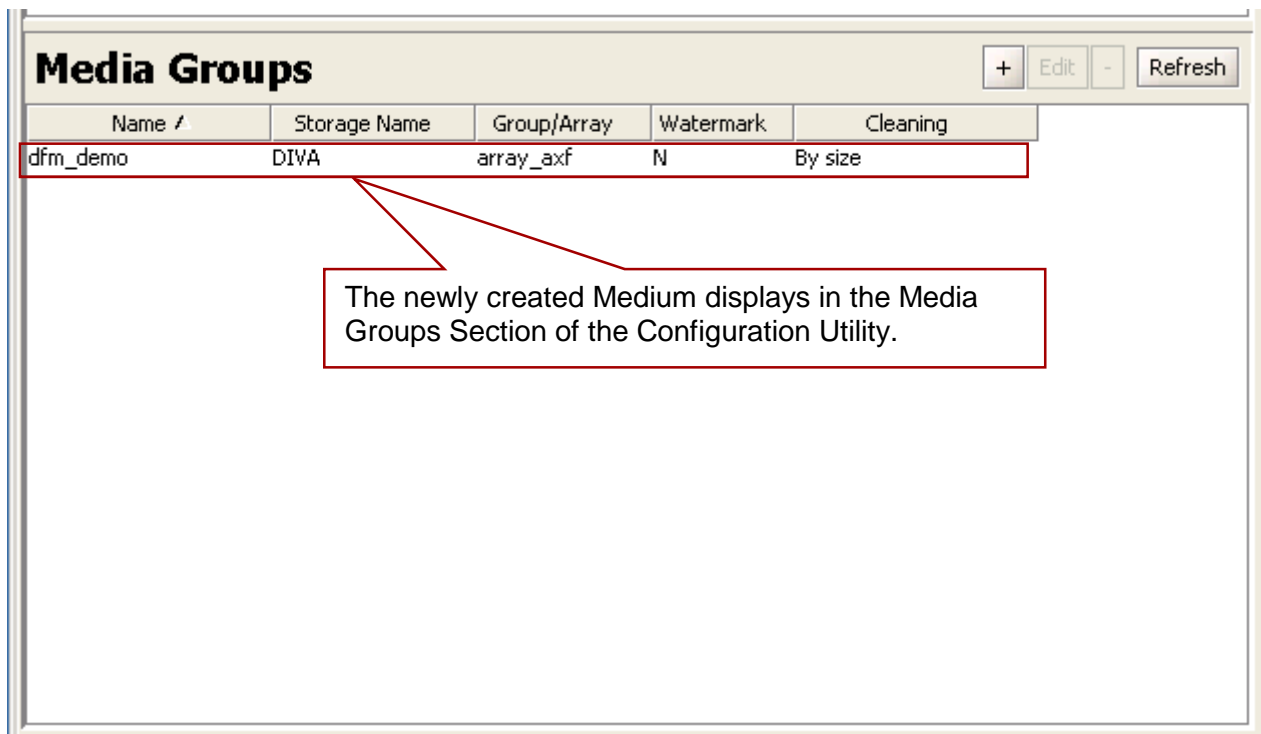 Media Groups + Edit - Refresh
Name Storage Name Group/Array Watermark Cleaning
dfm_demo DIVA array_axf N By size
The newly created Medium displays in the Media
Groups Section of the Configuration Utility.